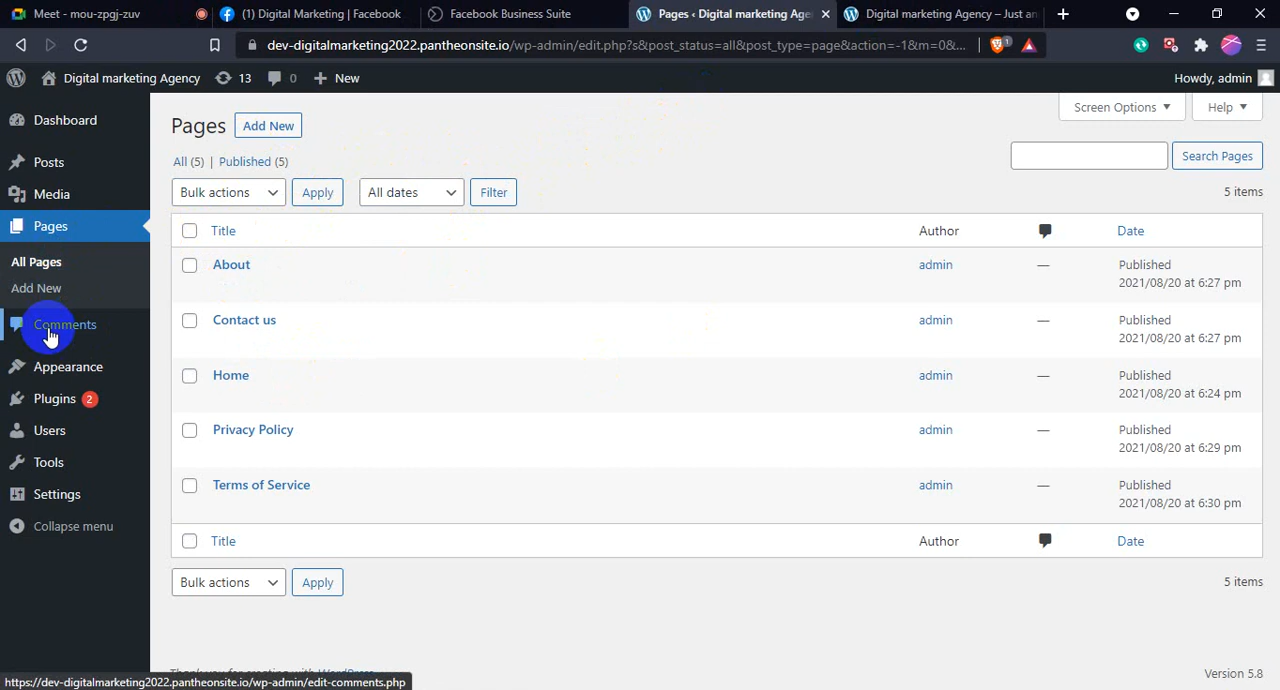 Meet - mou-zpgj-zuv
(1) Digital Marketing | Facebook
Facebook Business Suite
Pages ‹ Digital marketing Age
Digital marketing Agency – Just an
dev-digitalmarketing2022.pantheonsite.io/wp-admin/edit.php?s&post_status=all&post_type=page&action=-1&m=0&...
1
Digital marketing Agency
13
0
New
Howdy, admin
Dashboard
Posts
Media
Pages
All Pages
Add New
Comments
Appearance
Plugins 2
Users
Tools
Settings
Collapse menu
Screen Options
Help
Pages
Add New
All (5) | Published (5)
Search Pages
Bulk actions
Apply
All dates
Filter
5 items
Title
Author
Date
About
admin
—
Published
2021/08/20 at 6:27 pm
Contact us
admin
—
Published
2021/08/20 at 6:27 pm
Home
admin
—
Published
2021/08/20 at 6:24 pm
Privacy Policy
admin
—
Published
2021/08/20 at 6:29 pm
Terms of Service
admin
—
Published
2021/08/20 at 6:30 pm
Title
Author
Date
Bulk actions
Apply
5 items
Thank you for creating with WordPress
Version 5.8
https://dev-digitalmarketing2022.pantheonsite.io/wp-admin/edit-comments.php